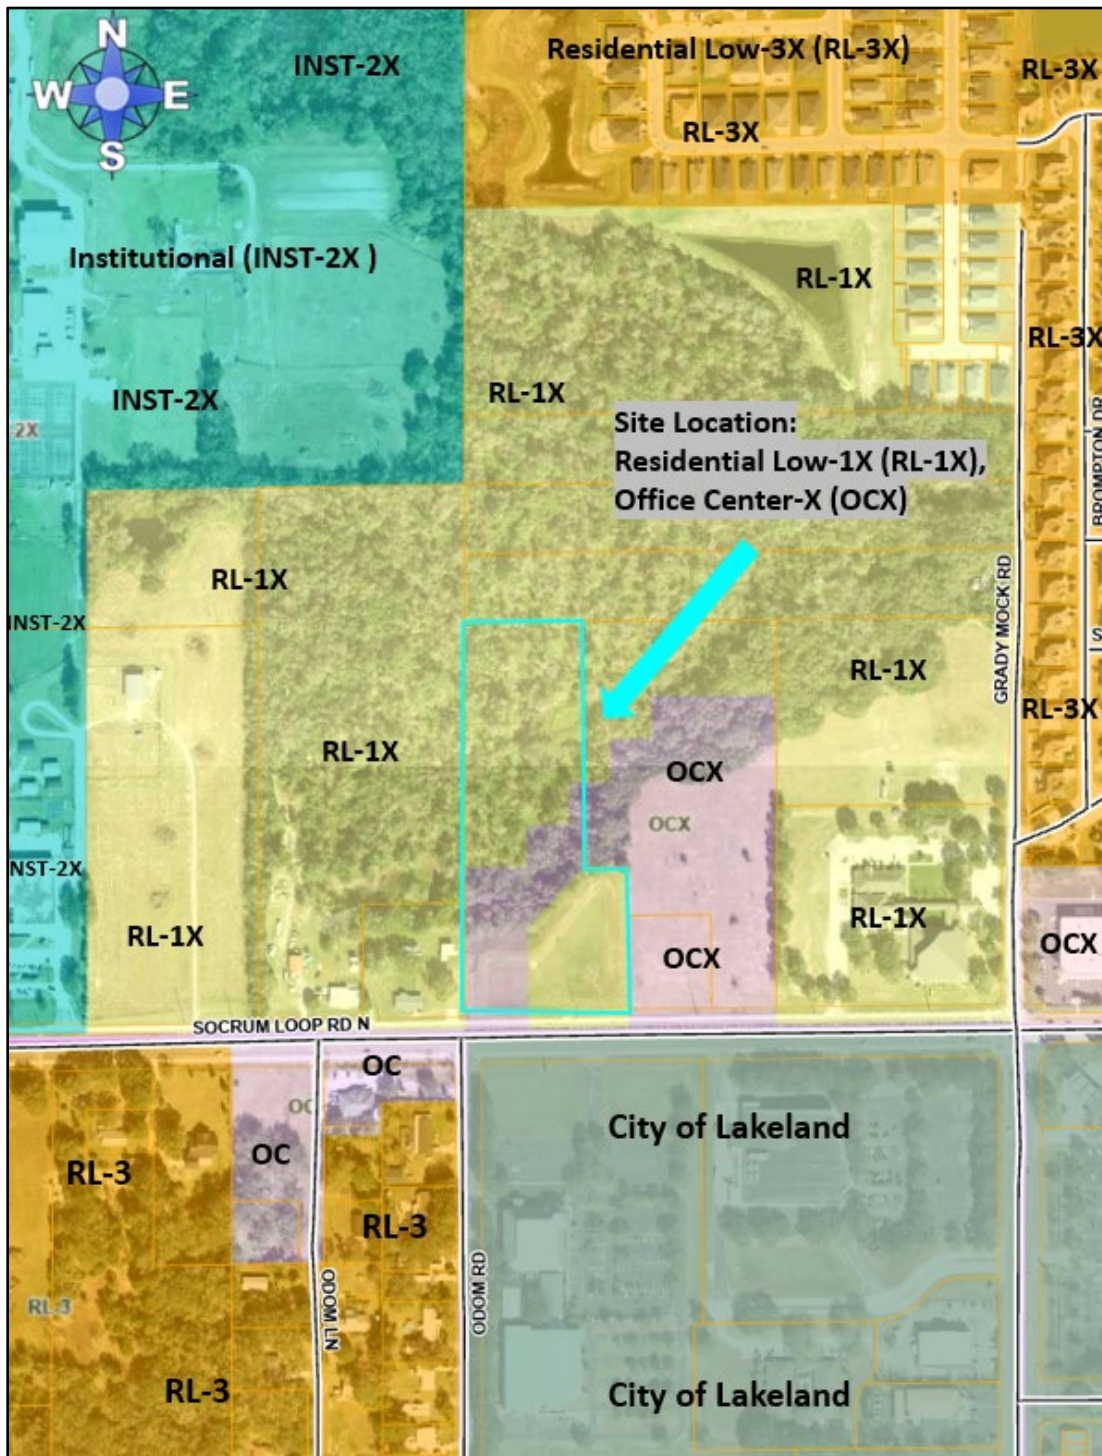 N
W E
S
INST-2X
Residential Low-3X (RL-3X)
RL-3X
RL-3X
Institutional (INST-2X )
RL-1X
RL-3X
INST-2X
RL-1X
-2X
Site Location:
Residential Low-1X (RL-1X),
Office Center-X (OCX)
BROMPTON DR
RL-1X
INST-2X
GRADY MOCK RD
RL-1X
RL-3X
RL-1X
OCX
OCX
NST-2X
RL-1X
RL-1X
OCX
OCX
SOCRUM LOOP RD N
OC
OC
City of Lakeland
OC
RL-3
RL-3
ODOM LN
ODOM RD
RL-3
RL-3
City of Lakeland